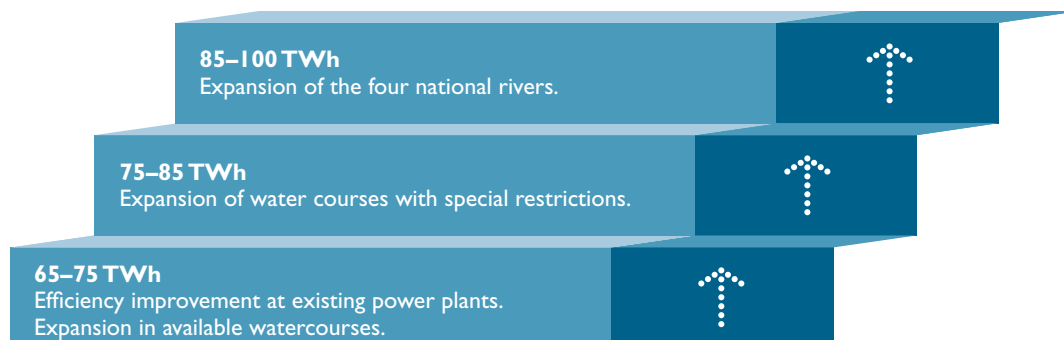 85–100 TWh
Expansion of the four national rivers.
75–85 TWh
Expansion of water courses with special restrictions.
65–75 TWh
Efficiency improvement at existing power plants.
Expansion in available watercourses.